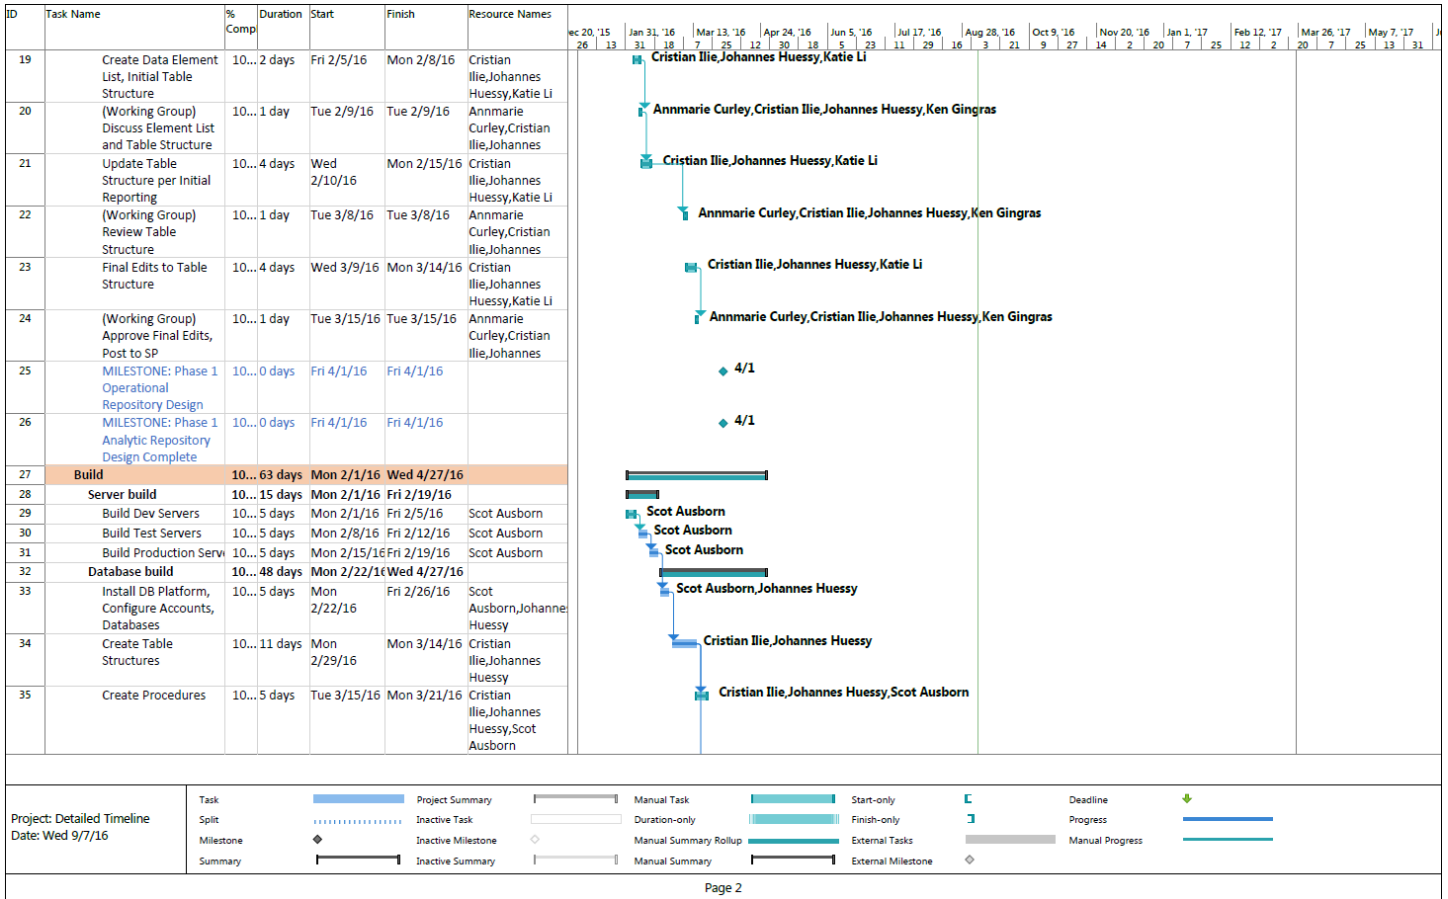 ID Task Name % Compl Duration Start Finish Resource Names
ec 20, '15 Jan 31, '16 Mar 13, '16 Apr 24, '16 Jun 5, '16 Jul 17, '16 Aug 28, '16 Oct 9, '16 Nov 20, '16 Jan 1, '17 Feb 12, '17 Mar 26, '17 May 7, '17
26 13 31 18 7 25 12 30 18 5 23 11 29 16 3 21 9 27 14 2 20 7 25 12 2 20 7 25 13 31
19 Create Data Element 10... 2 days Fri 2/5/16 Mon 2/8/16 Cristian Cristian Ilie,Johannes Huessy,Katie Li
List, Initial Table Ilie,Johannes
Structure Huessy,Katie Li
20 (Working Group) 10... 1 day Tue 2/9/16 Tue 2/9/16 Annmarie Annmarie Curley,Cristian Ilie,Johannes Huessy,Ken Gingras
Discuss Element List Curley,Cristian
and Table Structure Ilie,Johannes
21 Update Table 10... 4 days Wed Mon 2/15/16 Cristian Cristian Ilie,Johannes Huessy,Katie Li
Structure per Initial 2/10/16 Ilie,Johannes
Reporting Huessy,Katie Li
22 (Working Group) 10... 1 day Tue 3/8/16 Tue 3/8/16 Annmarie Annmarie Curley,Cristian Ilie,Johannes Huessy,Ken Gingras
Review Table Curley,Cristian
Structure Ilie,Johannes
23 Final Edits to Table 10... 4 days Wed 3/9/16 Mon 3/14/16 Cristian Cristian Ilie,Johannes Huessy,Katie Li
Structure Ilie,Johannes
Huessy,Katie Li
24 (Working Group) 10... 1 day Tue 3/15/16 Tue 3/15/16 Annmarie Annmarie Curley,Cristian Ilie,Johannes Huessy,Ken Gingras
Approve Final Edits, Curley,Cristian
Post to SP Ilie,Johannes
25 MILESTONE: Phase 1 10... 0 days Fri 4/1/16 Fri 4/1/16 4/1
Operational
Repository Design
26 MILESTONE: Phase 1 10... 0 days Fri 4/1/16 Fri 4/1/16 4/1
Analytic Repository
Design Complete
27 Build 10... 63 days Mon 2/1/16 Wed 4/27/16
28 Server build 10... 15 days Mon 2/1/16 Fri 2/19/16
29 Build Dev Servers 10... 5 days Mon 2/1/16 Fri 2/5/16 Scot Ausborn Scot Ausborn
30 Build Test Servers 10... 5 days Mon 2/8/16 Fri 2/12/16 Scot Ausborn Scot Ausborn
31 Build Production Serv 10... 5 days Mon 2/15/16 Fri 2/19/16 Scot Ausborn Scot Ausborn
32 Database build 10... 48 days Mon 2/22/16 Wed 4/27/16
33 Install DB Platform, 10... 5 days Mon Fri 2/26/16 Scot Scot Ausborn,Johannes Huessy
Configure Accounts, 2/22/16 Ausborn,Johannes
Databases Huessy
34 Create Table 10... 11 days Mon Mon 3/14/16 Cristian Cristian Ilie,Johannes Huessy
Structures 2/29/16 Ilie,Johannes
Huessy
35 Create Procedures 10... 5 days Tue 3/15/16 Mon 3/21/16 Cristian Cristian Ilie,Johannes Huessy,Scot Ausborn
Ilie,Johannes
Huessy,Scot
Ausborn
Project: Detailed Timeline
Date: Wed 9/7/16
Task Project Summary Manual Task Start-only Deadline
Split Inactive Task Duration-only Finish-only Progress
Milestone Inactive Milestone Manual Summary Rollup External Tasks Manual Progress
Summary Inactive Summary Manual Summary External Milestone
Page 2